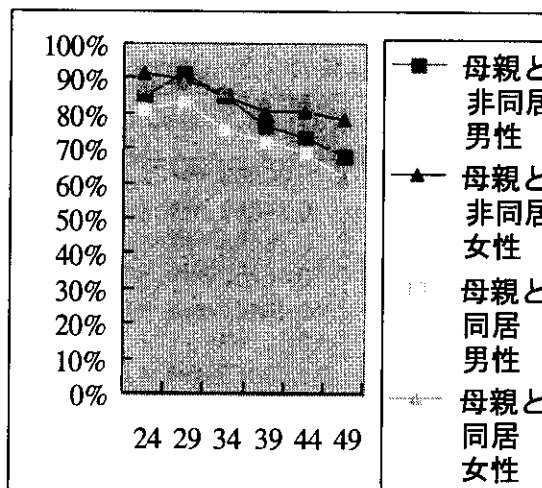 100%
90%
80%
70%
60%
50%
40%
30%
20%
10%
0%
24 29 34 39 44 49
母親と
非同居
男性
母親と
非同居
女性
母親と
同居
男性
母親と
同居
女性